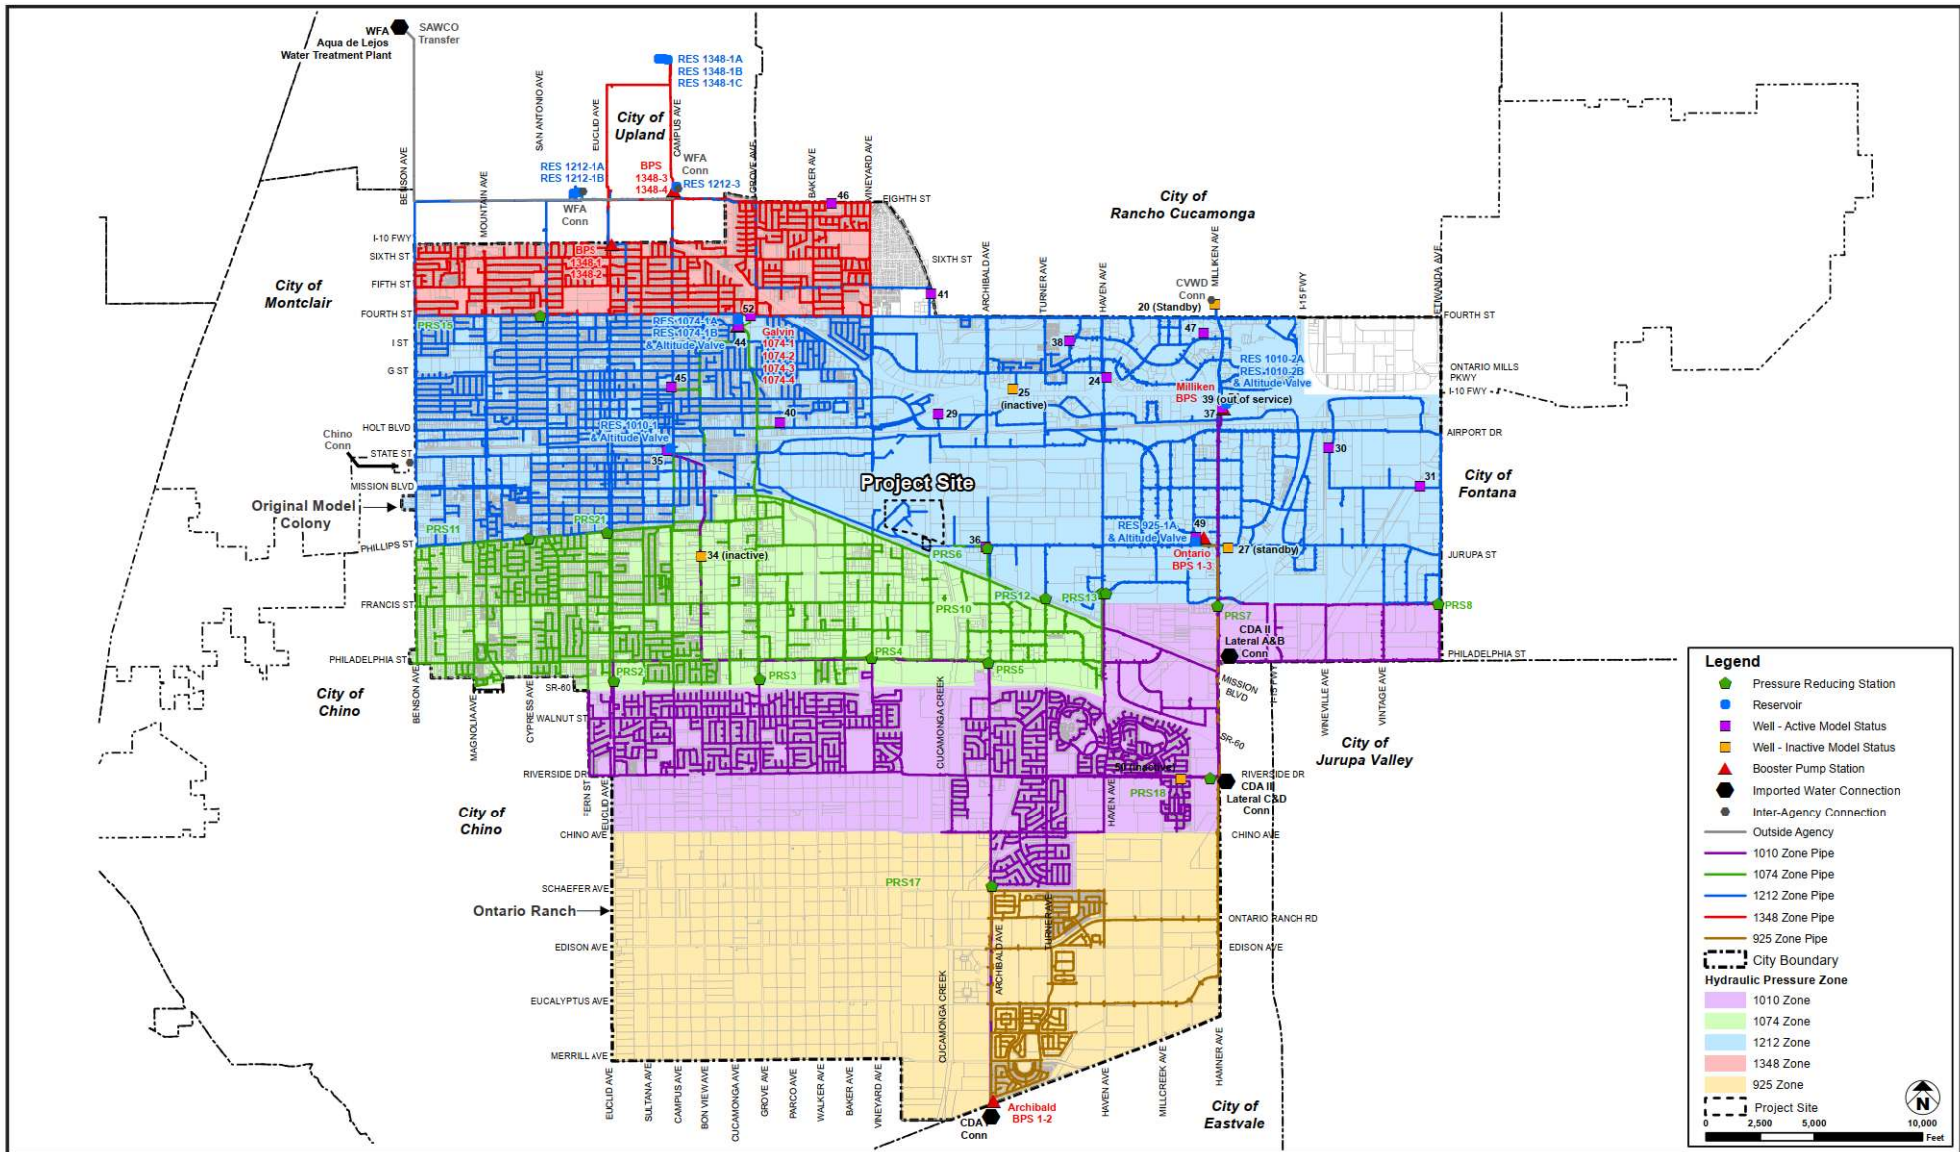 WFA
Aqua de Lejos
Water Treatment Plant
SAWCO
Transfer
RES 1348-1A
RES 1348-1B
RES 1348-1C
SAN ANTONIO AVE
EUCLID AVE
City of
Upland
CAMPUS AVE
BENSON AVE
MOUNTAIN AVE
RES 1212-1A
RES 1212-1B
WFA
Conn
BPS
1348-3
1348-4
WFA
Conn
RES 1212-3
GROVE AVE
BAKER AVE
46
VINEYARD AVE
EIGHTH ST
City of
Rancho Cucamonga
I-10 FWY
SIXTH ST
FIFTH ST
FOURTH ST
BPS
1348-1
1348-2
SIXTH ST
41
ARCHIBALD AVE
TURNER AVE
HAVEN AVE
MILLIKEN AVE
CVWD
Conn
20 (Standby)
I-15 FWY
ETIWANDA AVE
FOURTH ST
City of
Montclair
PRS15
52
RES 1074-1A
RES 1074-1B
& Altitude Valve
44
Galvin
1074-1
1074-2
1074-3
1074-4
38
47
I ST
G ST
45
24
25
(inactive)
RES 1010-2A
RES 1010-2B
& Altitude Valve
Milliken
BPS
39 (out of service)
37
ONTARIO MILLS
PKWY
I-10 FWY
40
29
HOLT BLVD
RES 1010-1
& Altitude Valve
AIRPORT DR
Chino
Conn
STATE ST
35
30
MISSION BLVD
Project Site
31
City of
Fontana
Original Model
Colony
PRS11
PRS21
RES 925-1A
& Altitude Valve
49
PHILLIPS ST
34 (inactive)
PRS6
36
Ontario
BPS 1-3
27 (standby)
JURUPA ST
FRANCIS ST
PRS10
PRS12
PRS13
PRS7
PRS8
CDA II
Lateral A&B
Conn
PHILADELPHIA ST
PRS4
PRS5
PRS2
PRS3
PHILADELPHIA ST
City of
Chino
BENSON AVE
MAGNOLIA AVE
CYPRESS AVE
SR-60
WALNUT ST
CUCAMONGA CREEK
MISSION
BLVD
SR-60
I-15 FWY
WINEVILLE AVE
VINTAGE AVE
City of
Jurupa Valley
RIVERSIDE DR
50 (inactive)
PRS18
RIVERSIDE DR
CDA II
Lateral C&D
Conn
FERN ST
EUCLID AVE
HAVEN AVE
City of
Chino
CHINO AVE
CHINO AVE
SCHAEFER AVE
PRS17
Ontario Ranch
TURNER AVE
ONTARIO RANCH RD
EDISON AVE
ARCHIBALD AVE
EDISON AVE
CUCAMONGA CREEK
EUCALYPTUS AVE
MERRILL AVE
EUCLID AVE
SULTANA AVE
CAMPUS AVE
BON VIEW AVE
CUCAMONGA AVE
GROVE AVE
PARCO AVE
WALKER AVE
BAKER AVE
VINEYARD AVE
CDA I
Conn
Archibald
BPS 1-2
HAVEN AVE
MILLCREEK AVE
HAMNER AVE
City of
Eastvale
Legend
Pressure Reducing Station
Reservoir
Well - Active Model Status
Well - Inactive Model Status
Booster Pump Station
Imported Water Connection
Inter-Agency Connection
Outside Agency
1010 Zone Pipe
1074 Zone Pipe
1212 Zone Pipe
1348 Zone Pipe
925 Zone Pipe
City Boundary
Hydraulic Pressure Zone
1010 Zone
1074 Zone
1212 Zone
1348 Zone
925 Zone
Project Site
N
0 2,500 5,000 10,000
Feet